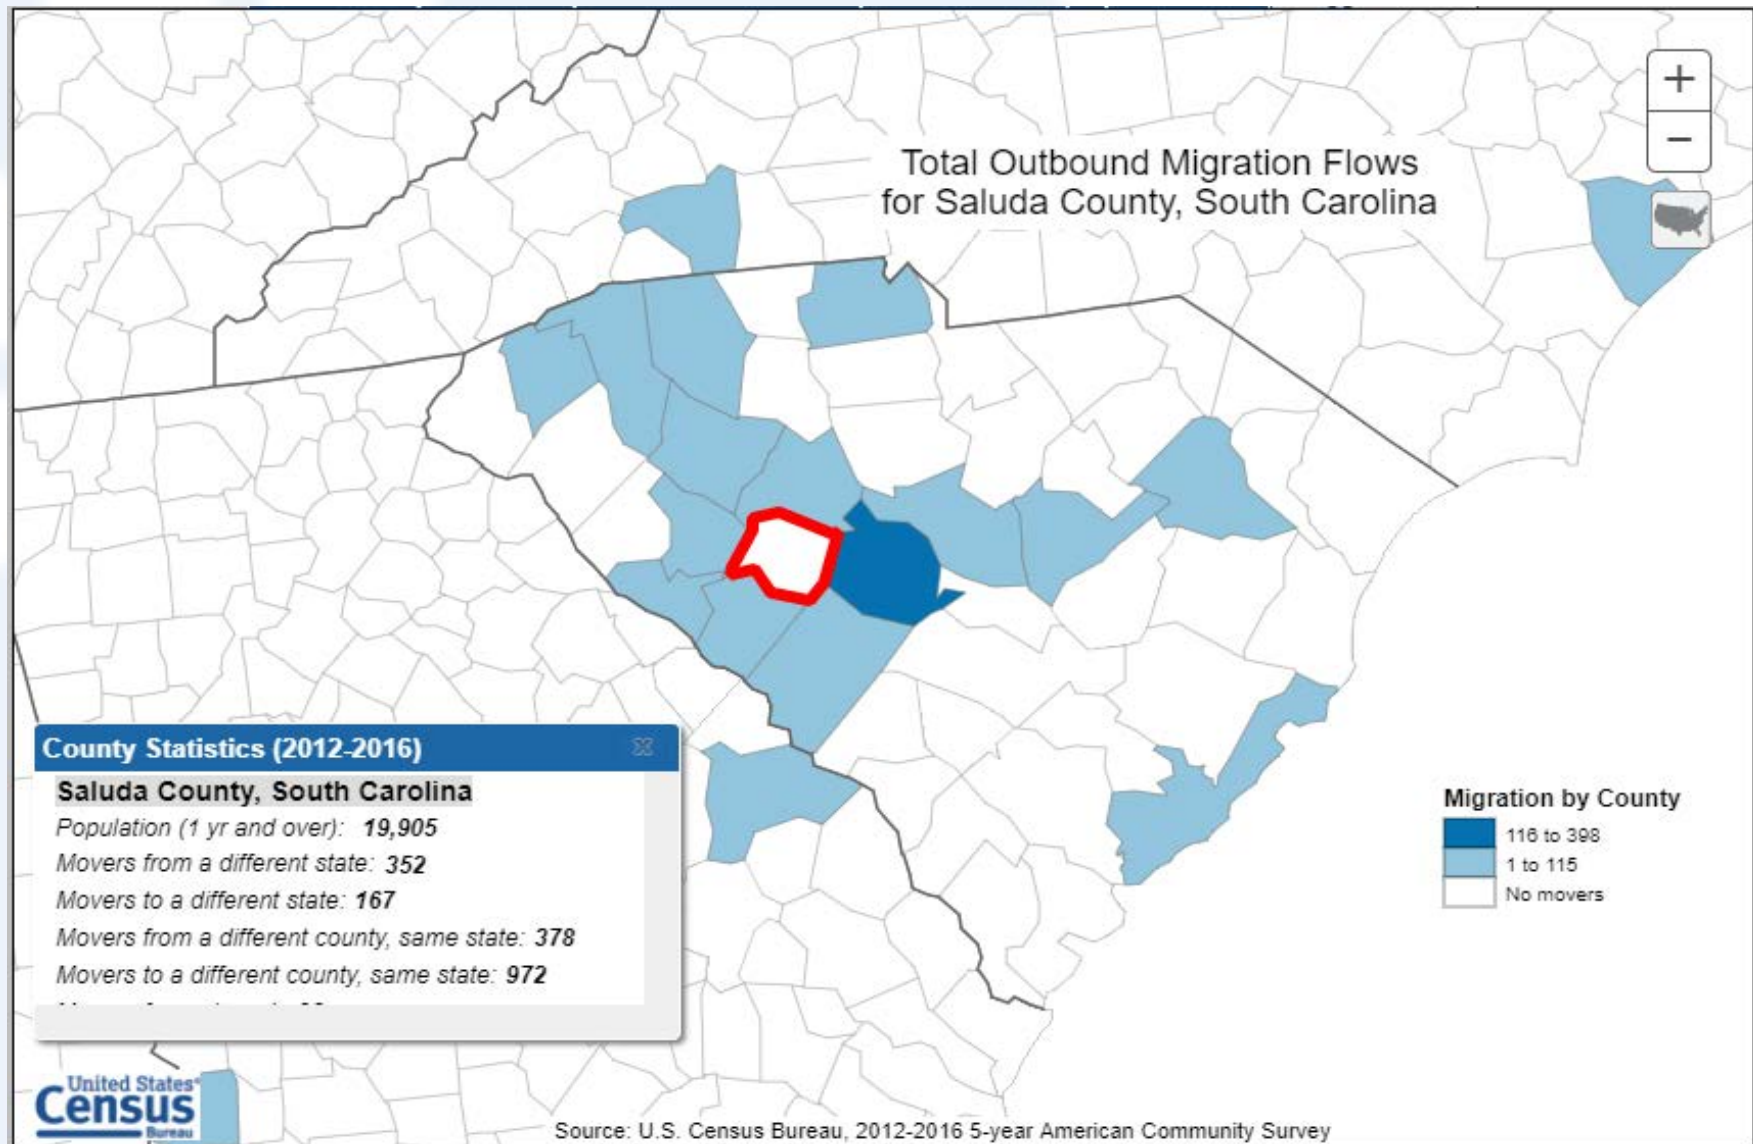 Total Outbound Migration Flows
for Saluda County, South Carolina
+
−
County Statistics (2012-2016)
Saluda County, South Carolina
Population (1 yr and over): 19,905
Movers from a different state: 352
Movers to a different state: 167
Movers from a different county, same state: 378
Movers to a different county, same state: 972
Migration by County
116 to 398
1 to 115
No movers
United States®
Census
Bureau
Source: U.S. Census Bureau, 2012-2016 5-year American Community Survey